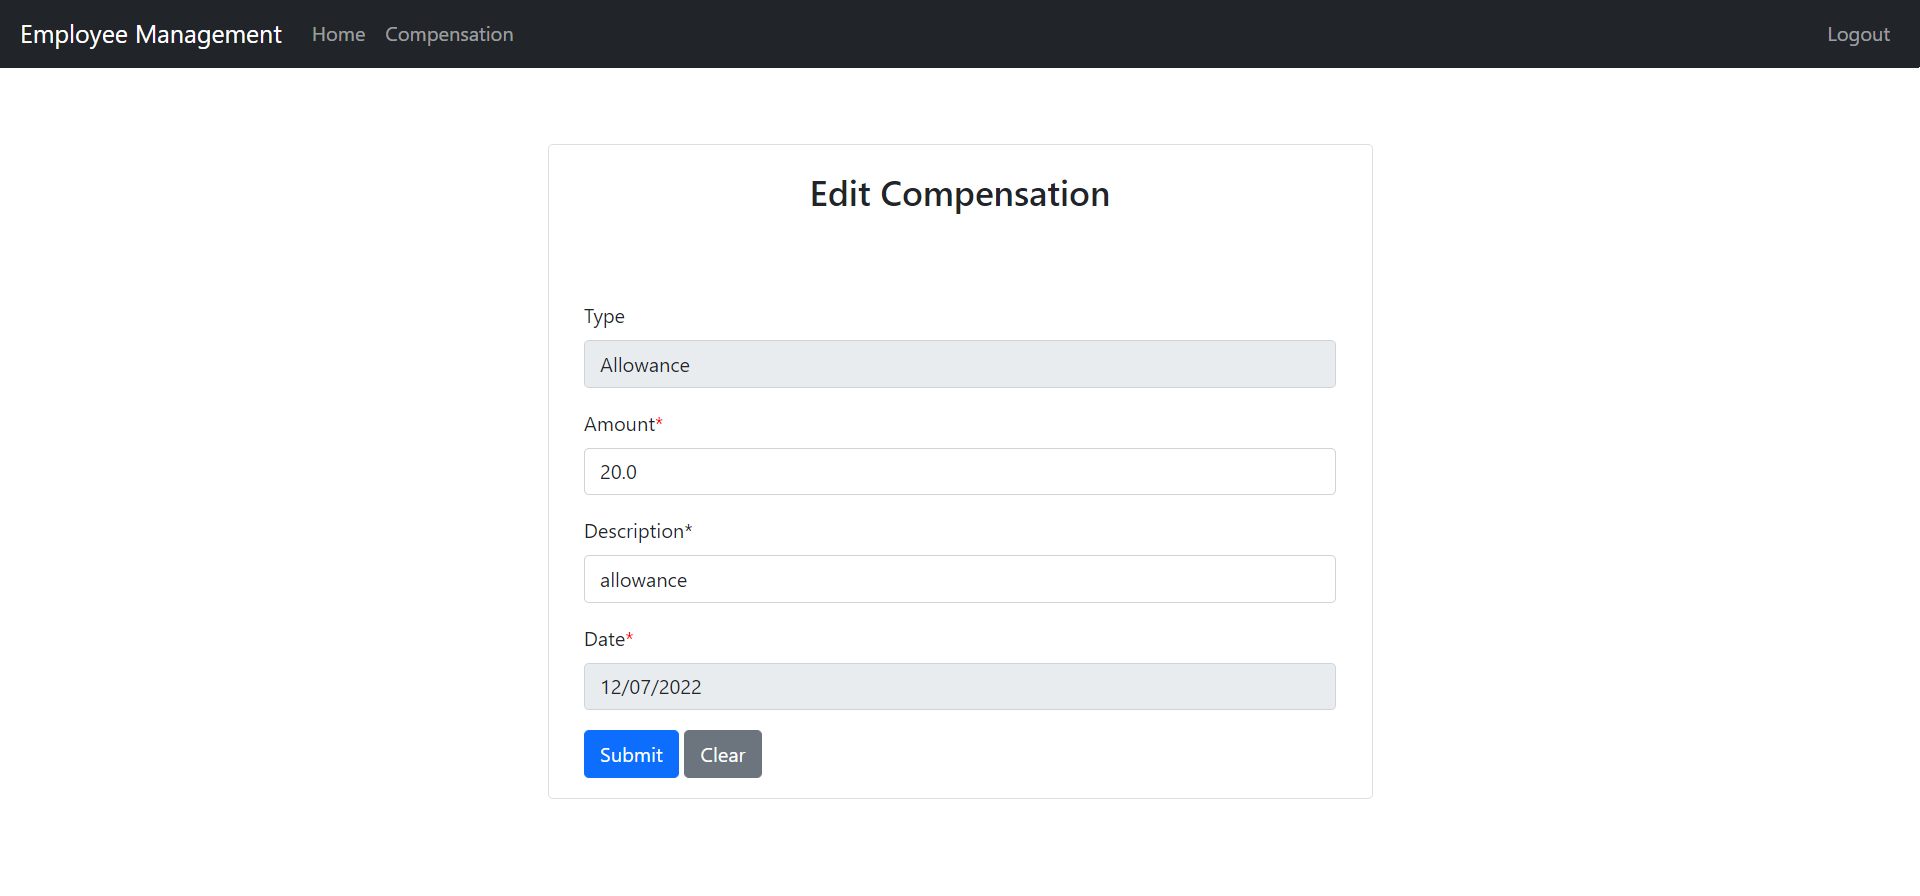 Employee Management Home Compensation Logout
Edit Compensation
Type
Allowance
Amount*
20.0
Description*
allowance
Date*
12/07/2022
Submit Clear